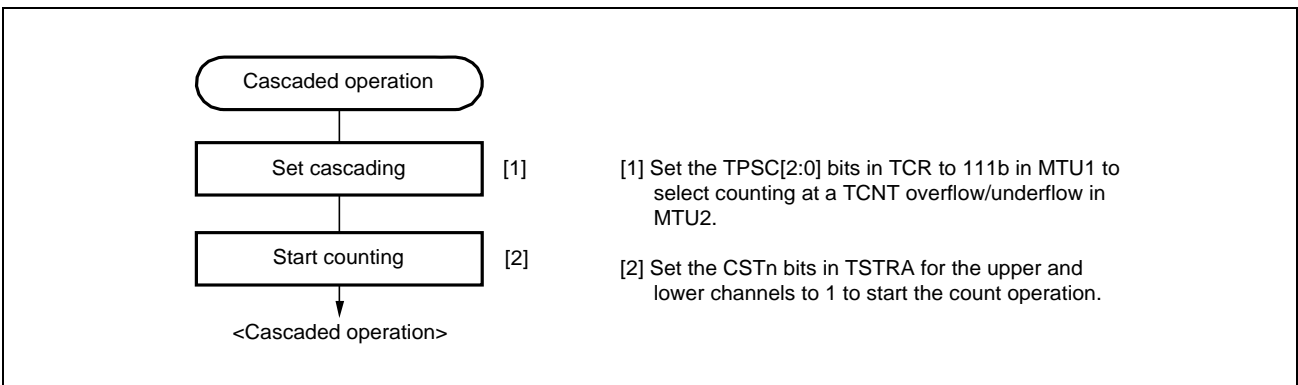 Cascaded operation
Set cascading [1]
Start counting [2]
<Cascaded operation>
[1] Set the TPSC[2:0] bits in TCR to 111b in MTU1 to
select counting at a TCNT overflow/underflow in
MTU2.
[2] Set the CSTn bits in TSTRA for the upper and
lower channels to 1 to start the count operation.